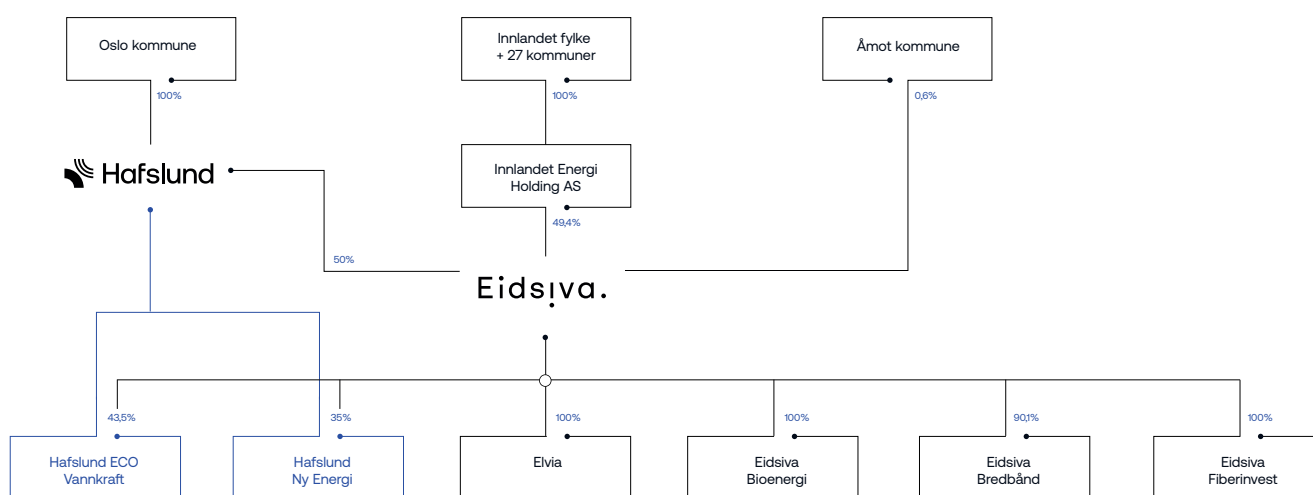 Oslo kommune
Innlandet fylke
+ 27 kommuner
Åmot kommune
100%
100%
0,6%
Hafslund
Innlandet Energi
Holding AS
49,4%
50%
Eidsiva.
43,5%
35%
100%
100%
90,1%
100%
Hafslund ECO
Vannkraft
Hafslund
Ny Energi
Elvia
Eidsiva
Bioenergi
Eidsiva
Bredbånd
Eidsiva
Fiberinvest